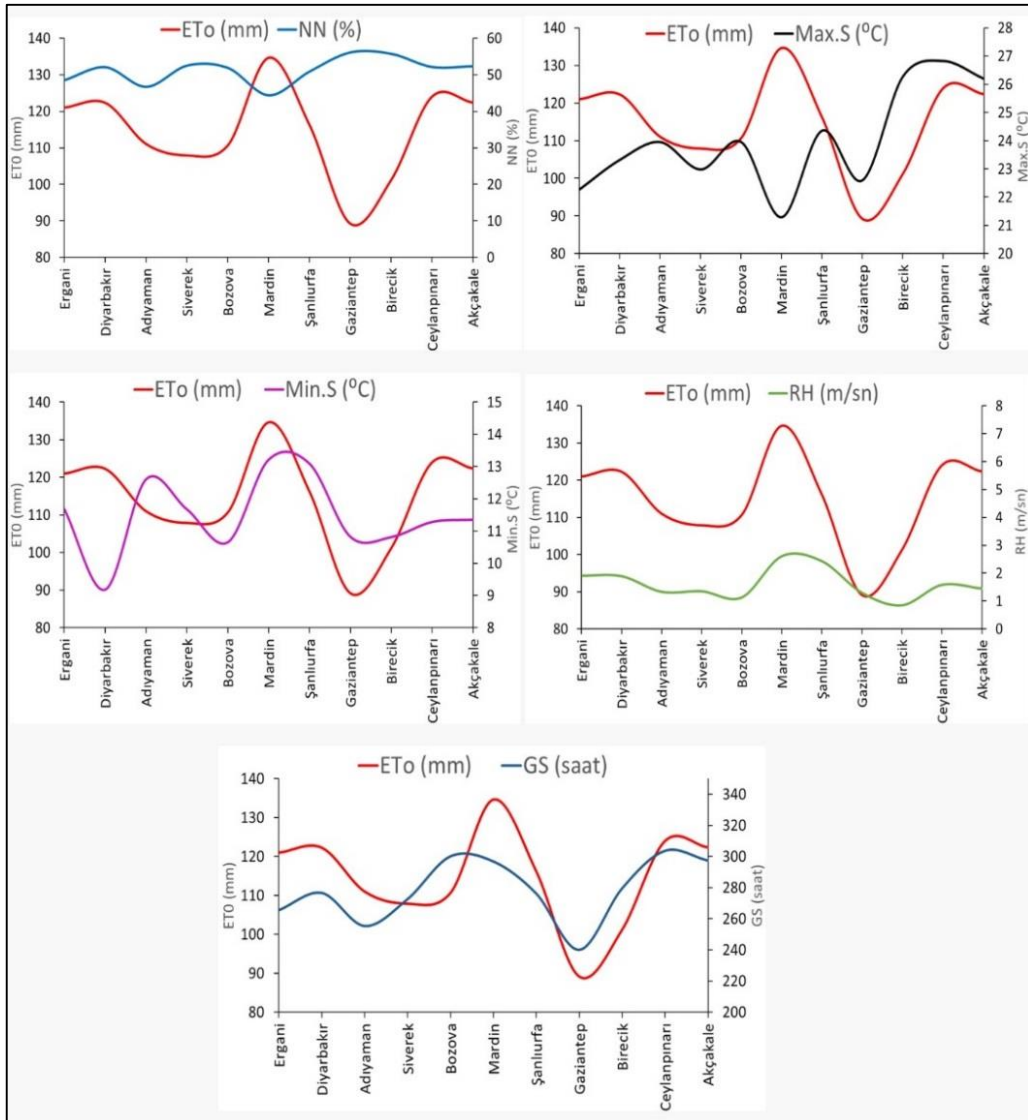 ETo (mm) NN (%)
140 130 120 110 100 90 80
ET0 (mm)
60 50 40 30 20 10 0
NN (%)
Ergani Diyarbakır Adıyaman Siverek Bozova Mardin Şanlıurfa Gaziantep Birecik Ceylanpınarı Akçakale
ETo (mm) Max.S (⁰C)
140 130 120 110 100 90 80
ET0 (mm)
28 27 26 25 24 23 22 21 20
Max.S (°C)
Ergani Diyarbakır Adıyaman Siverek Bozova Mardin Şanlıurfa Gaziantep Birecik Ceylanpınarı Akçakale
ETo (mm) Min.S (⁰C)
140 130 120 110 100 90 80
ET0 (mm)
15 14 13 12 11 10 9 8
Min.S (°C)
Ergani Diyarbakır Adıyaman Siverek Bozova Mardin Şanlıurfa Gaziantep Birecik Ceylanpınarı Akçakale
ETo (mm) RH (m/sn)
140 130 120 110 100 90 80
ET0 (mm)
8 7 6 5 4 3 2 1 0
RH (m/sn)
Ergani Diyarbakır Adıyaman Siverek Bozova Mardin Şanlıurfa Gaziantep Birecik Ceylanpınarı Akçakale
ETo (mm) GS (saat)
140 130 120 110 100 90 80
ET0 (mm)
340 320 300 280 260 240 220 200
GS (saat)
Ergani Diyarbakır Adıyaman Siverek Bozova Mardin Şanlıurfa Gaziantep Birecik Ceylanpınarı Akçakale